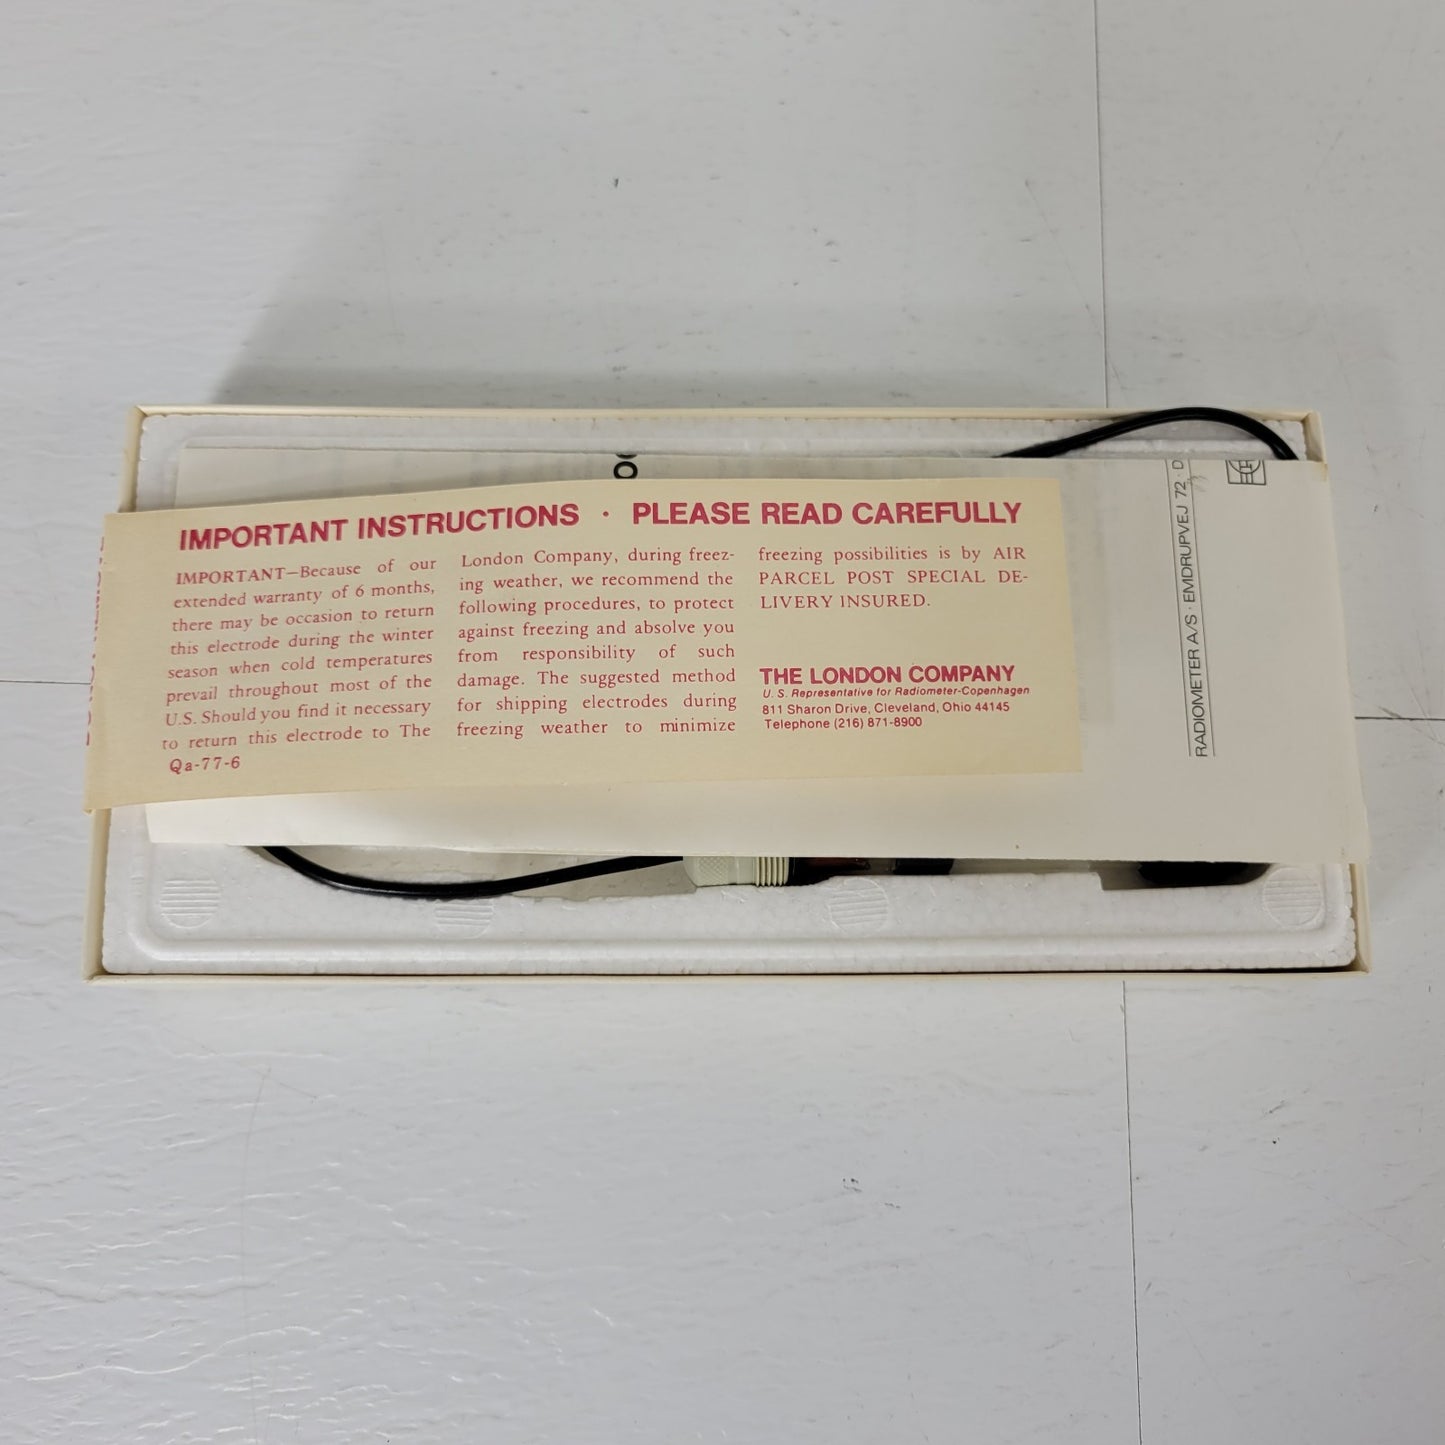 IMPORTANT INSTRUCTIONS · PLEASE READ CAREFULLY
IMPORTANT—Because of our
extended warranty of 6 months,
there may be occasion to return
this electrode during the winter
season when cold temperatures
prevail throughout most of the
U.S. Should you find it necessary
to return this electrode to The
Qa-77-6
London Company, during freez-
ing weather, we recommend the
following procedures, to protect
against freezing and absolve you
from responsibility of such
damage. The suggested method
for shipping electrodes during
freezing weather to minimize
freezing possibilities is by AIR
PARCEL POST SPECIAL DE-
LIVERY INSURED.
THE LONDON COMPANY
U.S. Representative for Radiometer-Copenhagen
811 Sharon Drive, Cleveland, Ohio 44145
Telephone (216) 871-8900
RADIOMETER A/S · EMDRUPVEJ 72 · D